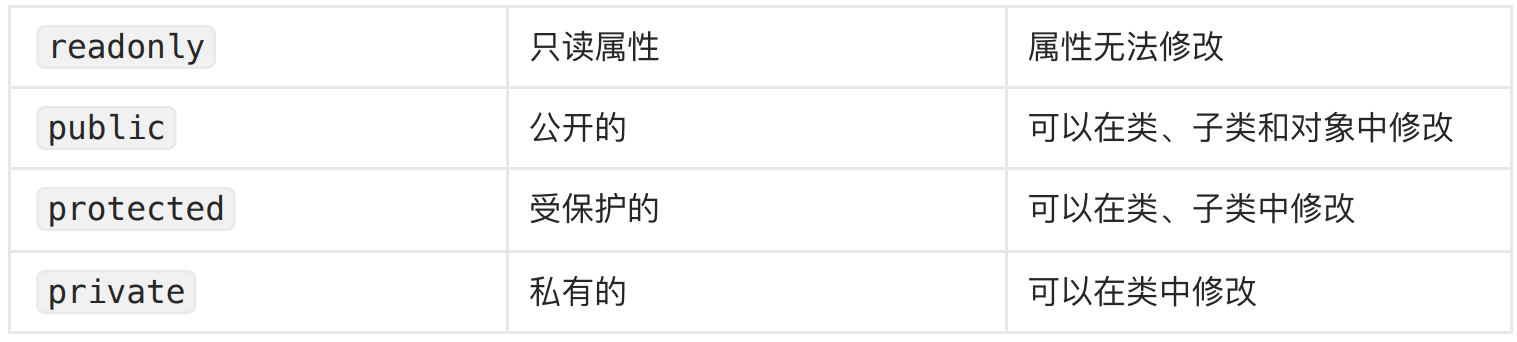 readonly 只读属性 属性无法修改
public 公开的 可以在类、子类和对象中修改
protected 受保护的 可以在类、子类中修改
private 私有的 可以在类中修改